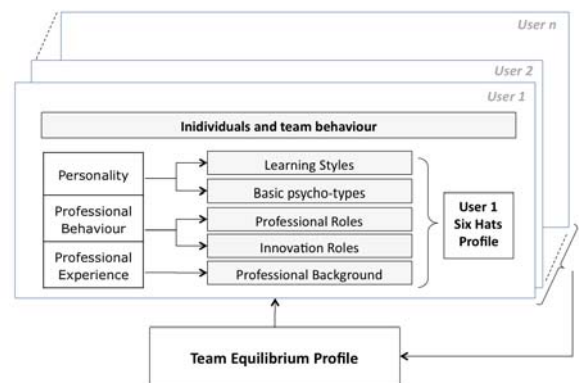 User n
User 2
User 1
Inidividuals and team behaviour
Personality
Professional
Behaviour
Professional
Experience
Learning Styles
Basic psycho-types
Professional Roles
Innovation Roles
Professional Background
User 1
Six Hats
Profile
Team Equilibrium Profile